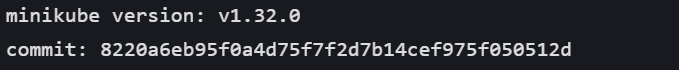 minikube version: v1.32.0
commit: 8220a6eb95f0a4d75f7f2d7b14cef975f050512d